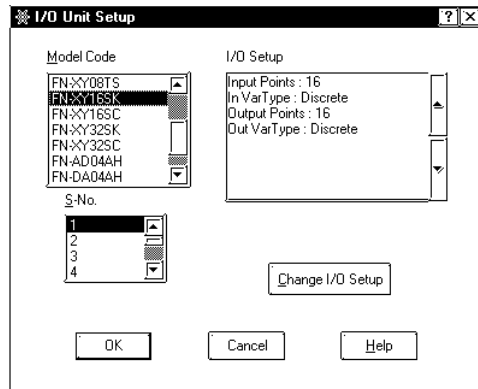 I/O Unit Setup
Model Code
FN-XY08TS
FN-XY16SK
FN-XY16SC
FN-XY32SK
FN-XY32SC
FN-AD04AH
FN-DA04AH
I/O Setup
Input Points : 16
In VarType : Discrete
Output Points : 16
Out VarType : Discrete
S-No.
1
2
3
4
Change I/O Setup
OK
Cancel
Help